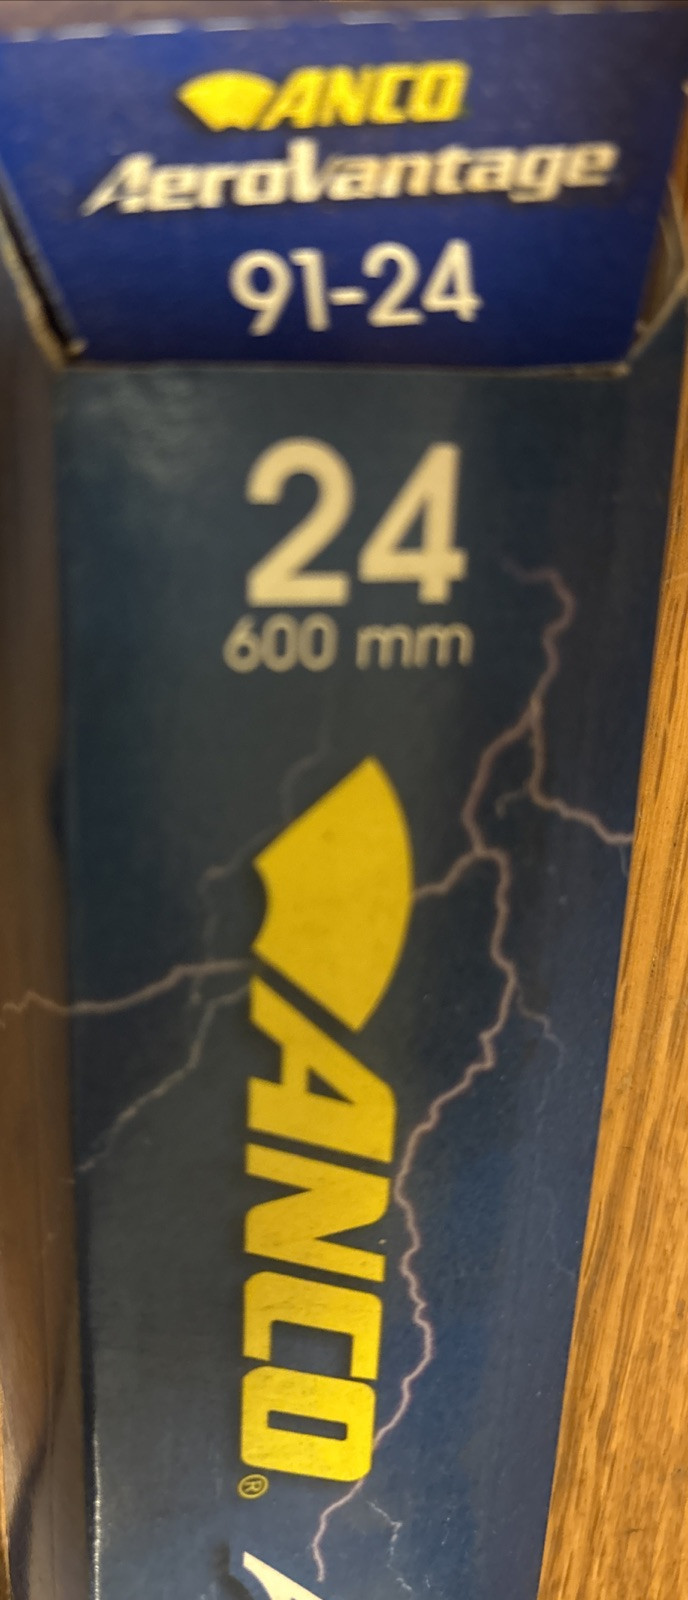 ANCO
AeroVantage
91-24
24
600 mm
ANCO®